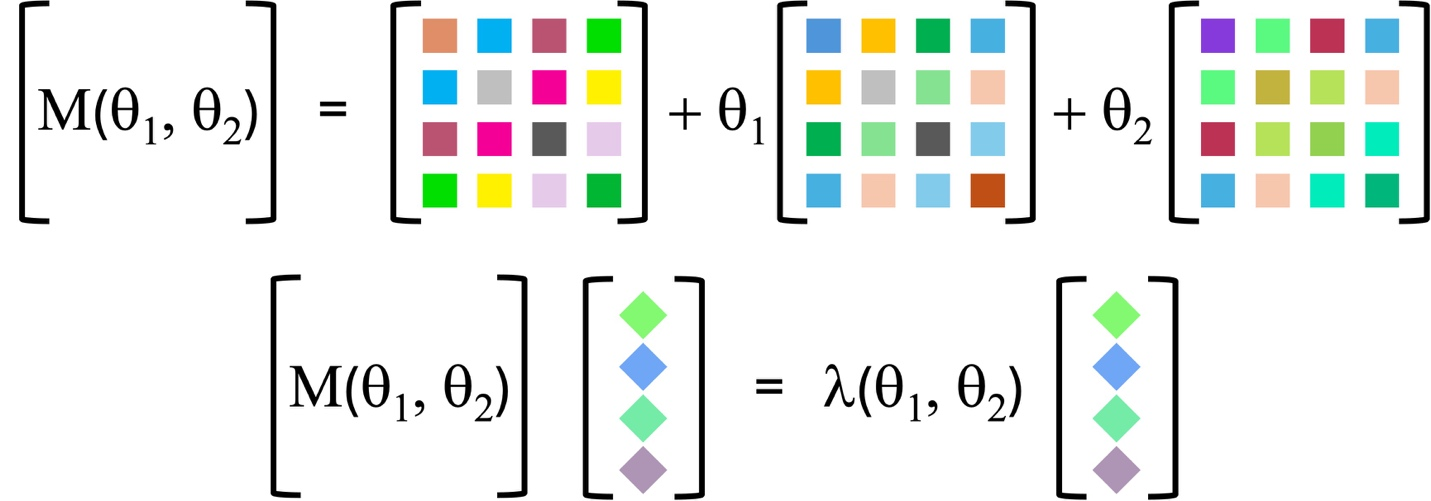 M(θ₁, θ₂) = + θ₁ + θ₂
M(θ₁, θ₂) = λ(θ₁, θ₂)